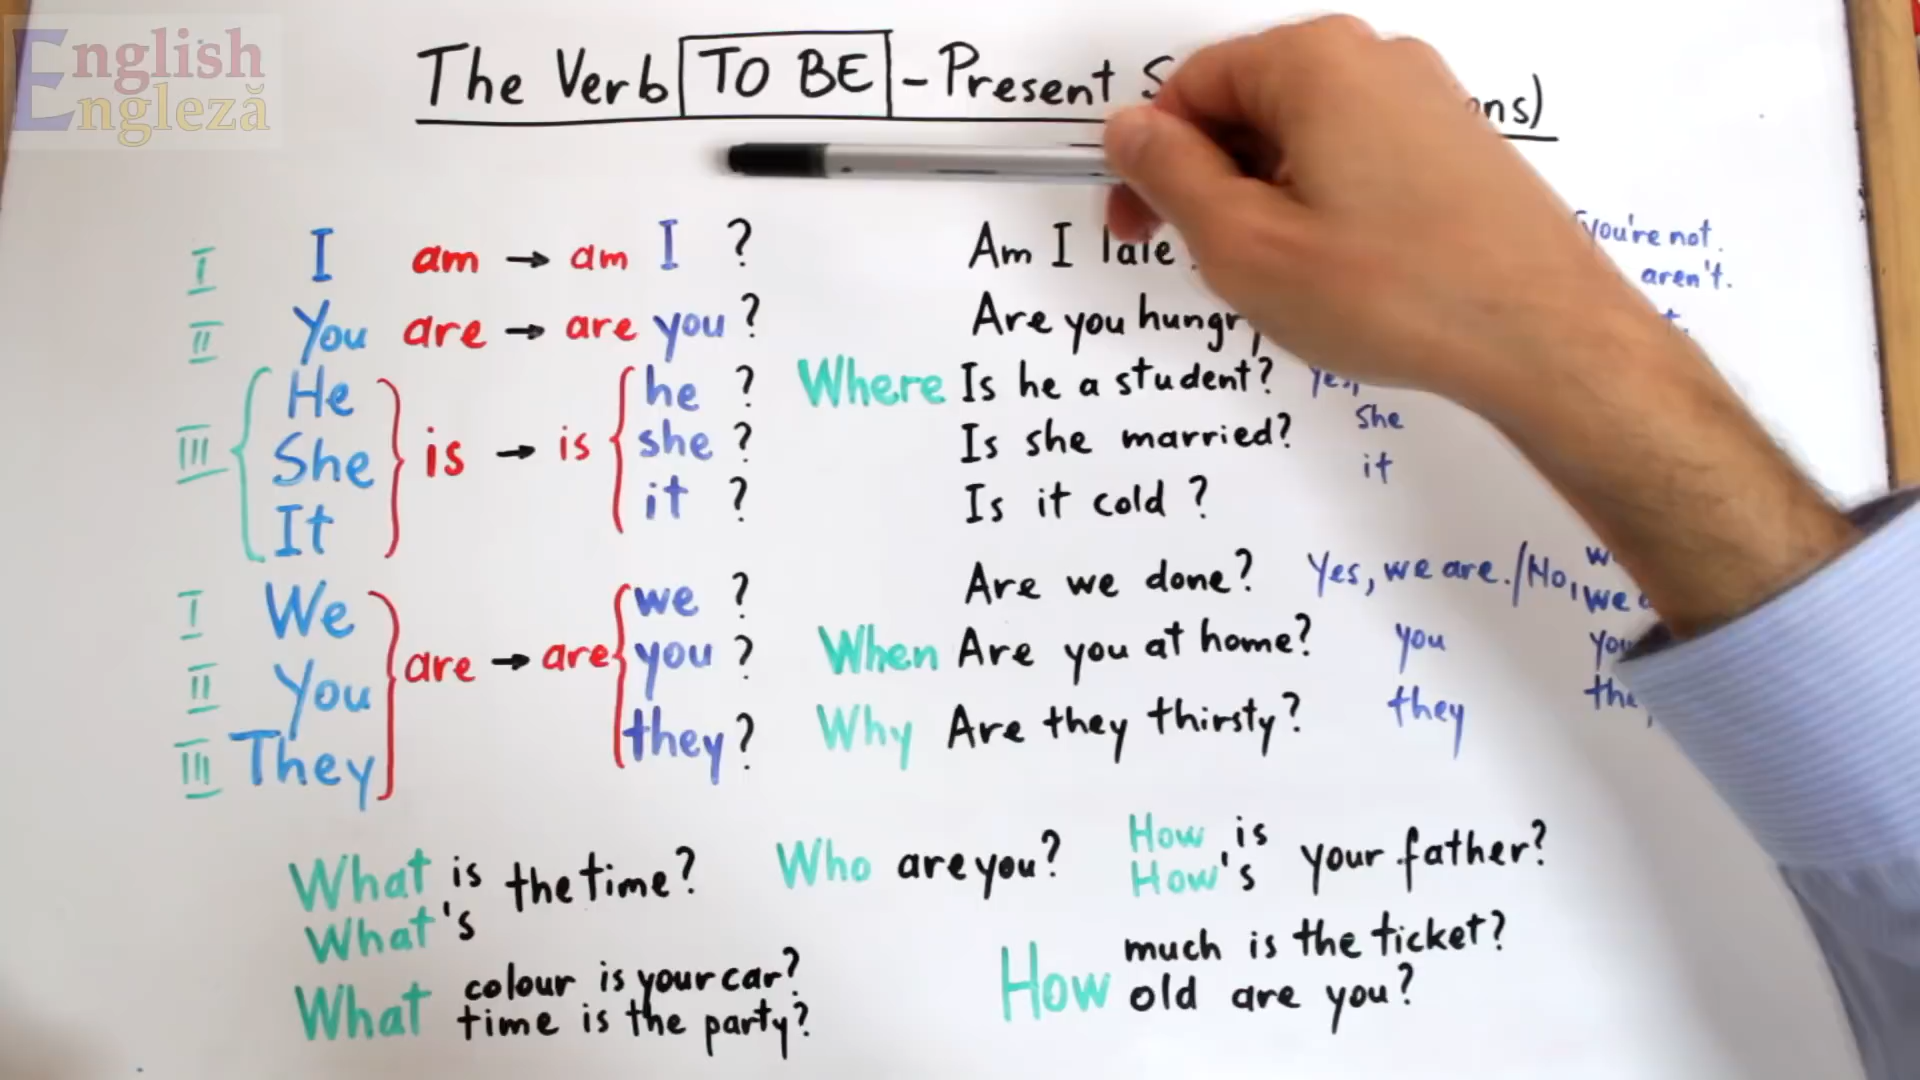 English
Engleză
The Verb TO BE - Present
I I am → am I ? Am I late
you're not.
aren't.
II You are → are you ? Are you hungry
III He he ? Where Is he a student? Yes,
She is → is she ? Is she married? she
It it ? Is it cold ? it
I We we ? Are we done? Yes, we are. / No, we
II You are → are you ? When Are you at home? you
III They they ? Why Are they thirsty? they
What is the time? Who are you? How is your father?
What's How's
What colour is your car? How much is the ticket?
time is the party? old are you?